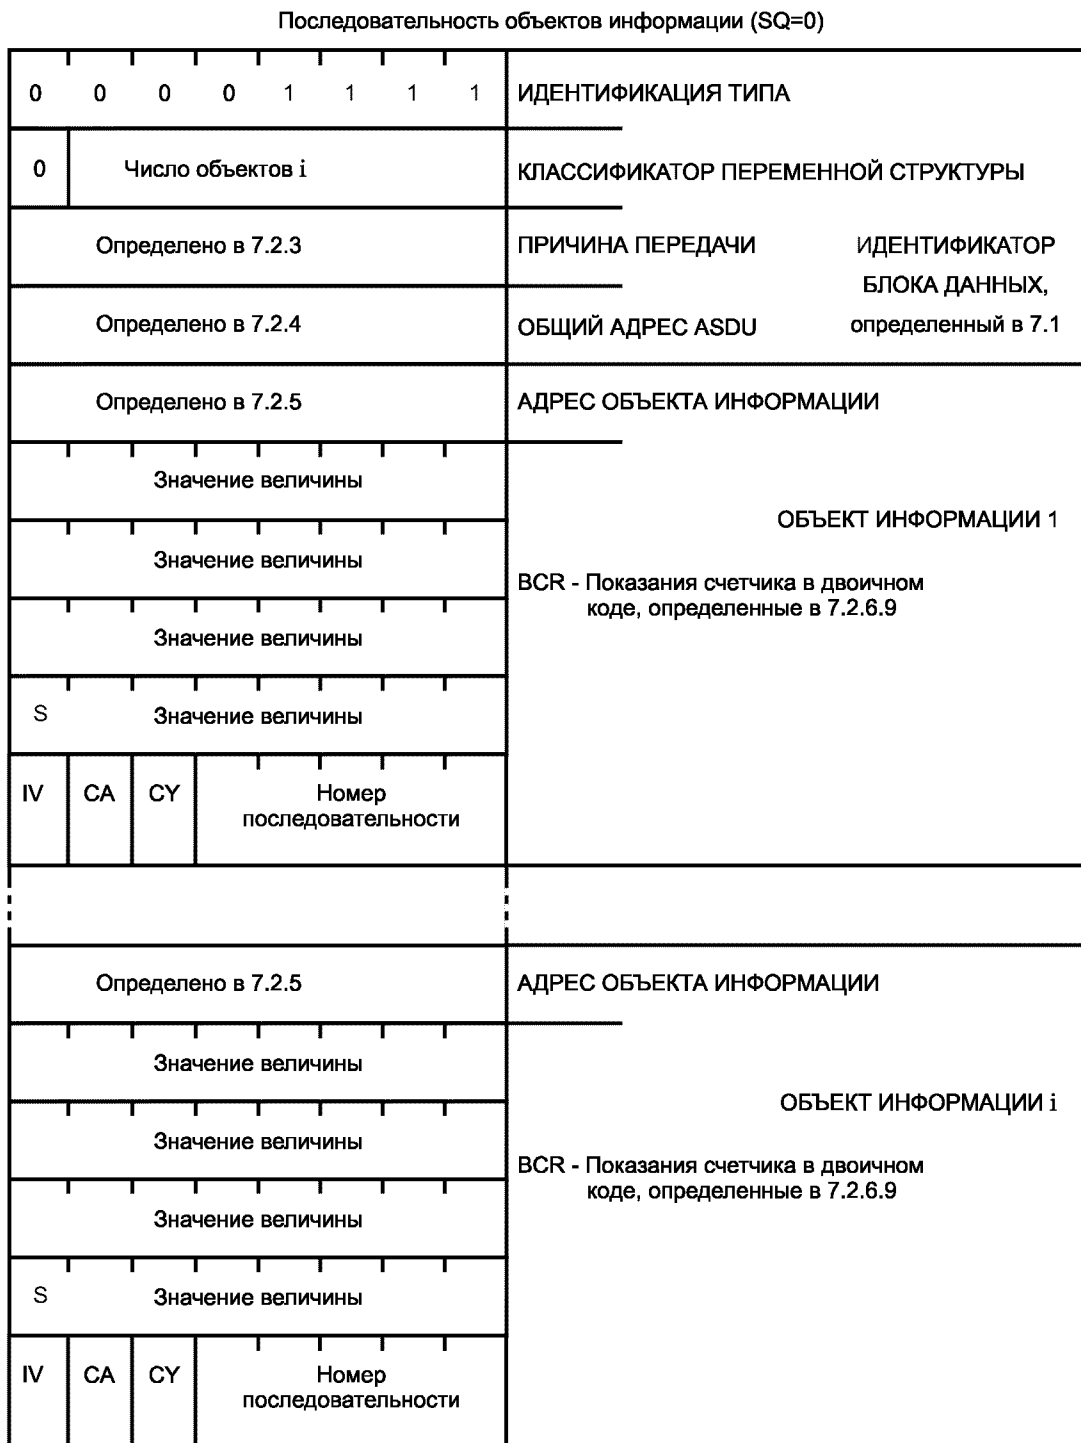 Последовательность объектов информации (SQ=0)
0 0 0 0 1 1 1 1 ИДЕНТИФИКАЦИЯ ТИПА
0 Число объектов i КЛАССИФИКАТОР ПЕРЕМЕННОЙ СТРУКТУРЫ
Определено в 7.2.3 ПРИЧИНА ПЕРЕДАЧИ ИДЕНТИФИКАТОР
БЛОКА ДАННЫХ,
Определено в 7.2.4 ОБЩИЙ АДРЕС ASDU определенный в 7.1
Определено в 7.2.5 АДРЕС ОБЪЕКТА ИНФОРМАЦИИ
Значение величины
ОБЪЕКТ ИНФОРМАЦИИ 1
Значение величины
BCR - Показания счетчика в двоичном
коде, определенные в 7.2.6.9
Значение величины
S Значение величины
IV CA CY Номер
последовательности
Определено в 7.2.5 АДРЕС ОБЪЕКТА ИНФОРМАЦИИ
Значение величины
ОБЪЕКТ ИНФОРМАЦИИ i
Значение величины
BCR - Показания счетчика в двоичном
коде, определенные в 7.2.6.9
Значение величины
S Значение величины
IV CA CY Номер
последовательности